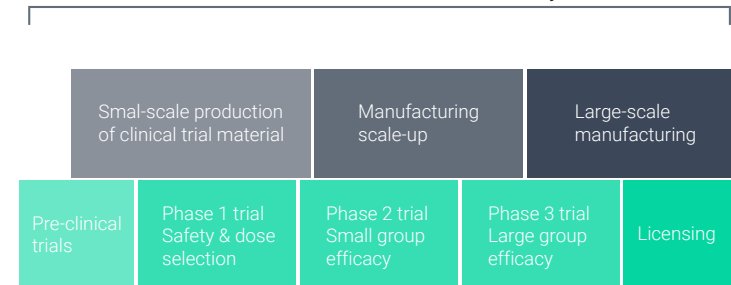 Smal-scale production
of clinical trial material
Manufacturing
scale-up
Large-scale
manufacturing
Pre-clinical
trials
Phase 1 trial
Safety & dose
selection
Phase 2 trial
Small group
efficacy
Phase 3 trial
Large group
efficacy
Licensing